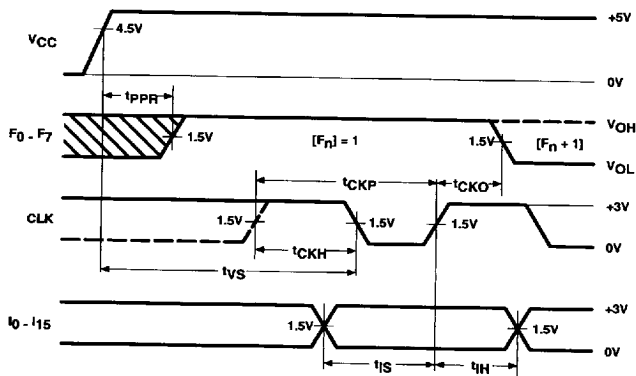 +5V
VCC
4.5V
0V
tPPR
VOH
F0 - F7
1.5V
[Fn] = 1
1.5V
[Fn + 1]
VOL
tCKP
tCKO
+3V
CLK
1.5V
1.5V
1.5V
tCKH
0V
tVS
+3V
I0 - I15
1.5V
1.5V
0V
tIS
tIH